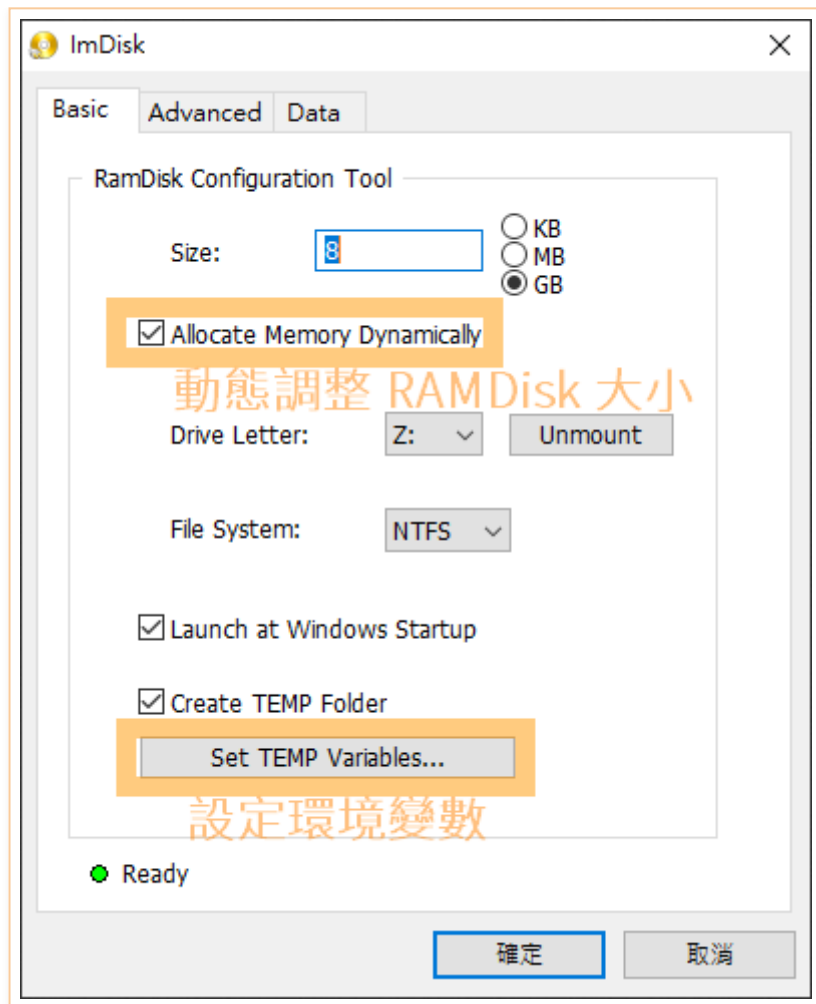 ImDisk
Basic Advanced Data
RamDisk Configuration Tool
KB
Size: 8 MB
GB
Allocate Memory Dynamically
動態調整 RAMDisk 大小
Drive Letter: Z: Unmount
File System: NTFS
Launch at Windows Startup
Create TEMP Folder
Set TEMP Variables...
設定環境變數
Ready
確定 取消